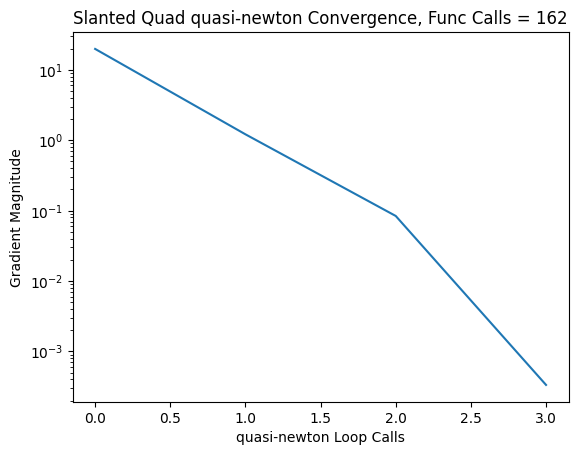 Slanted Quad quasi-newton Convergence, Func Calls = 162
Gradient Magnitude
10¹
10⁰
10⁻¹
10⁻²
10⁻³
0.0 0.5 1.0 1.5 2.0 2.5 3.0
quasi-newton Loop Calls